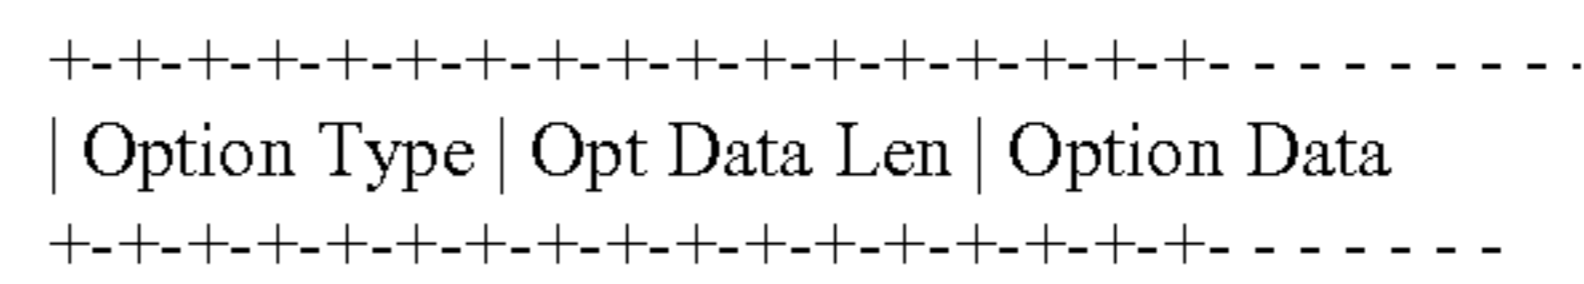 +-+-+-+-+-+-+-+-+-+-+-+-+-+-+-+-+- - - - - - - - -
| Option Type | Opt Data Len | Option Data
+-+-+-+-+-+-+-+-+-+-+-+-+-+-+-+-+- - - - - - -